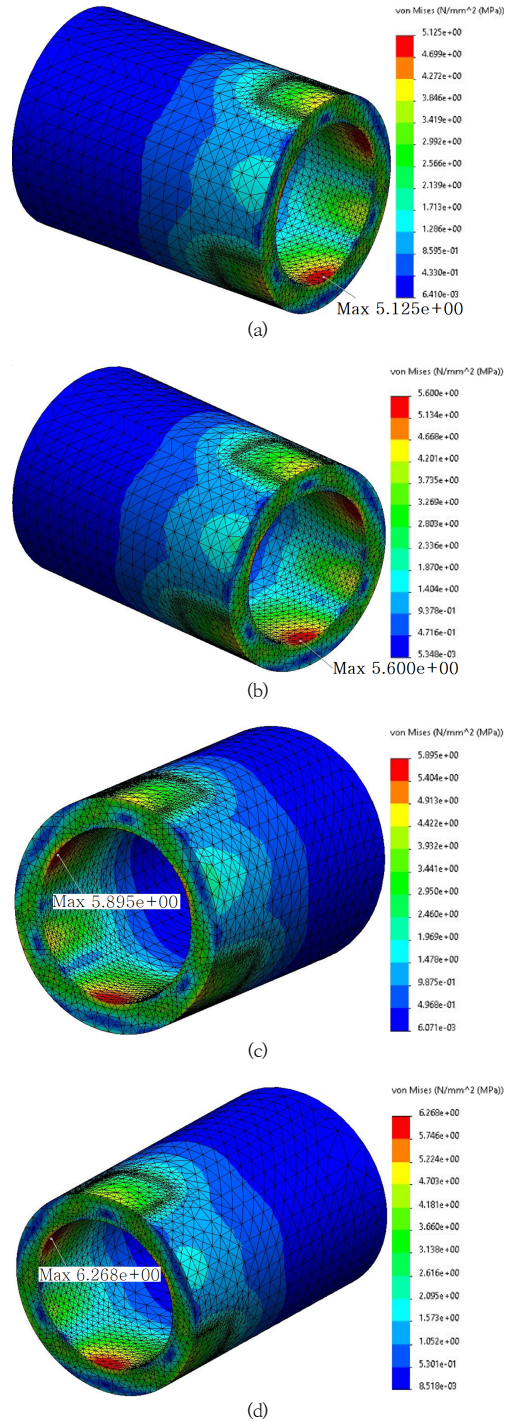 von Mises (N/mm^2 (MPa))
5.125e+00
4.699e+00
4.272e+00
3.846e+00
3.419e+00
2.992e+00
2.566e+00
2.139e+00
1.713e+00
1.286e+00
8.595e-01
4.330e-01
6.410e-03
Max 5.125e+00
(a)
von Mises (N/mm^2 (MPa))
5.600e+00
5.134e+00
4.668e+00
4.201e+00
3.735e+00
3.269e+00
2.803e+00
2.336e+00
1.870e+00
1.404e+00
9.378e-01
4.716e-01
5.348e-03
Max 5.600e+00
(b)
von Mises (N/mm^2 (MPa))
5.895e+00
5.404e+00
4.913e+00
4.422e+00
3.932e+00
3.441e+00
2.950e+00
2.460e+00
1.969e+00
1.478e+00
9.875e-01
4.968e-01
6.071e-03
Max 5.895e+00
(c)
von Mises (N/mm^2 (MPa))
6.268e+00
5.746e+00
5.224e+00
4.703e+00
4.181e+00
3.660e+00
3.138e+00
2.616e+00
2.095e+00
1.573e+00
1.052e+00
5.301e-01
8.518e-03
Max 6.268e+00
(d)